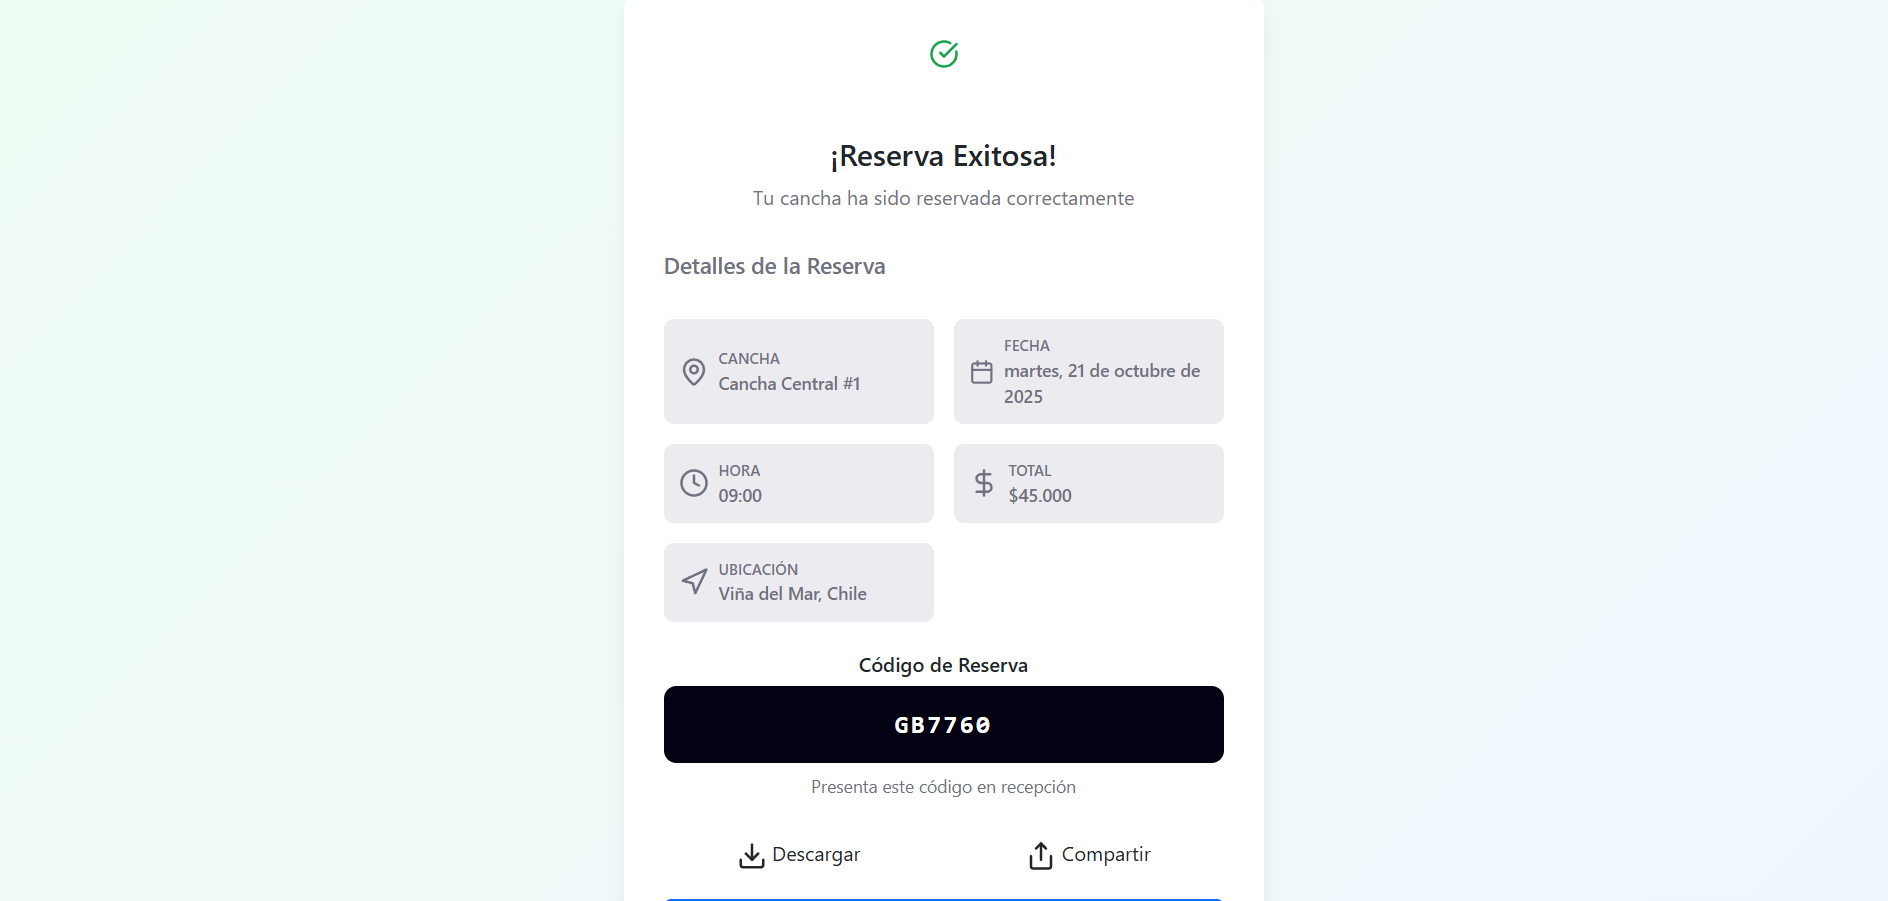 ¡Reserva Exitosa!
Tu cancha ha sido reservada correctamente
Detalles de la Reserva
CANCHA
Cancha Central #1
FECHA
martes, 21 de octubre de
2025
HORA
09:00
TOTAL
$45.000
UBICACIÓN
Viña del Mar, Chile
Código de Reserva
GB7760
Presenta este código en recepción
Descargar
Compartir